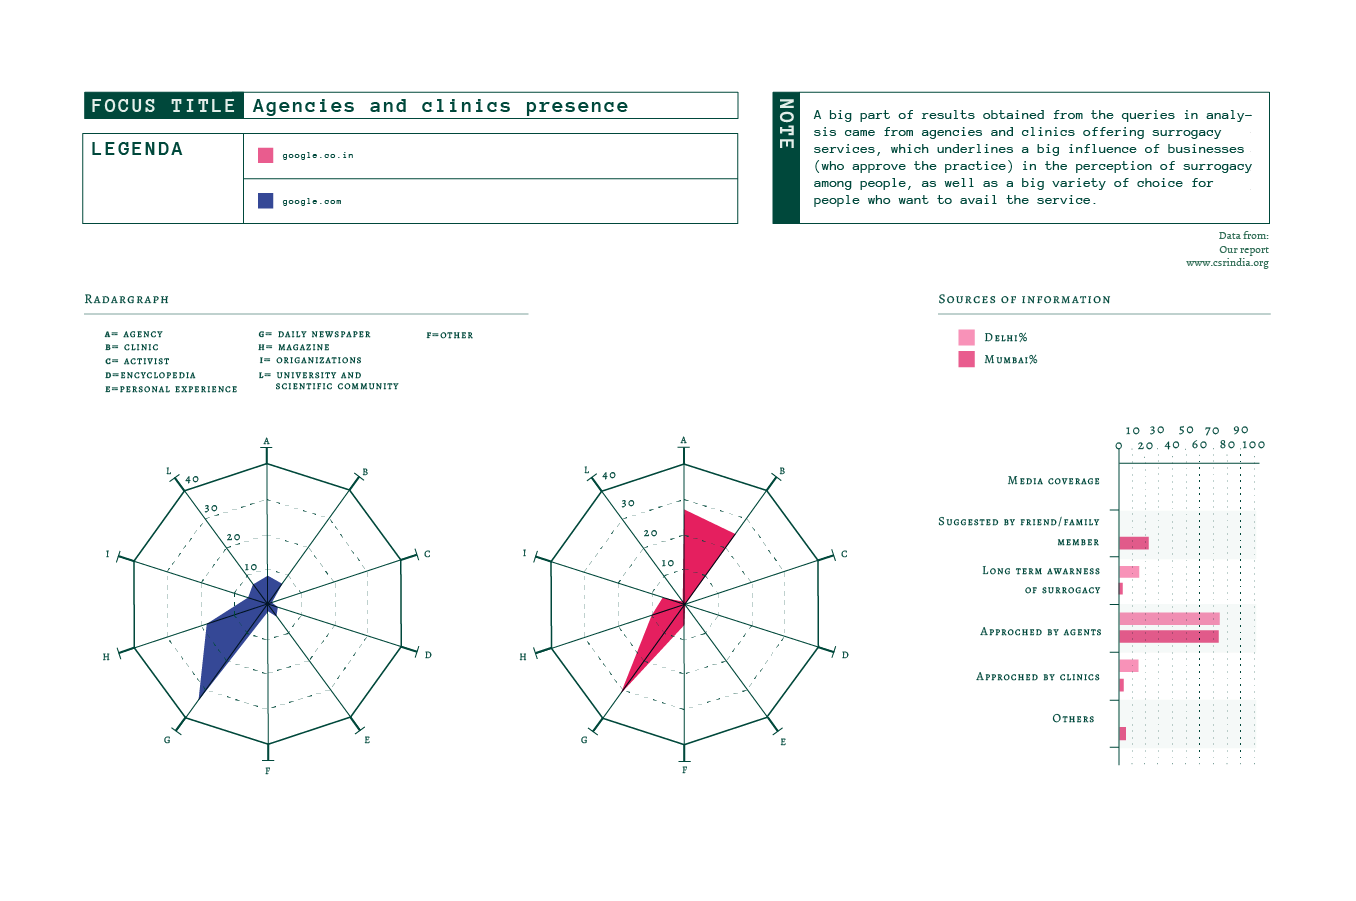 FOCUS TITLE Agencies and clinics presence
LEGENDA
google.co.in
google.com
NOTE
A big part of results obtained from the queries in analy-
sis came from agencies and clinics offering surrogacy
services, which underlines a big influence of businesses
(who approve the practice) in the perception of surrogacy
among people, as well as a big variety of choice for
people who want to avail the service.
Data from:
Our report
www.csrindia.org
Radargraph
A= agency
B= clinic
C= activist
D=encyclopedia
E=personal experience
G= daily newspaper
H= magazine
I= origanizations
L= university and
scientific community
F=other
A
B
C
D
E
F
G
H
I
L
40
30
20
10
A
B
C
D
E
F
G
H
I
L
40
30
20
10
Sources of information
Delhi%
Mumbai%
10 30 50 70 90
0 20 40 60 80 100
Media coverage
Suggested by friend/family
member
Long term awarness
of surrogacy
Approched by agents
Approched by clinics
Others